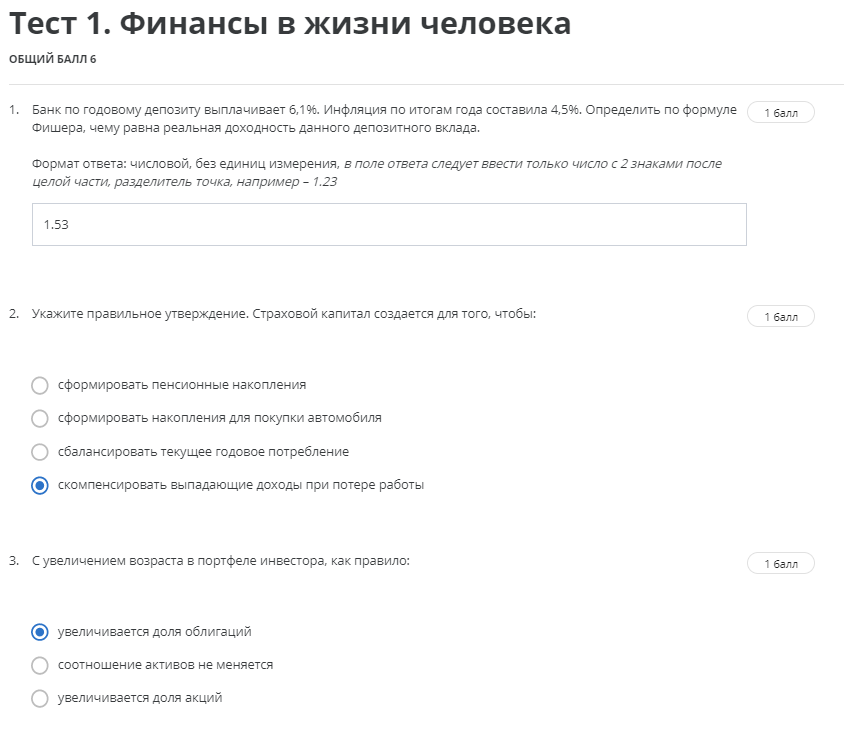 Тест 1. Финансы в жизни человека
ОБЩИЙ БАЛЛ 6
1. Банк по годовому депозиту выплачивает 6,1%. Инфляция по итогам года составила 4,5%. Определить по формуле 1 балл
Фишера, чему равна реальная доходность данного депозитного вклада.
Формат ответа: числовой, без единиц измерения, в поле ответа следует ввести только число с 2 знаками после
целой части, разделитель точка, например – 1.23
1.53
2. Укажите правильное утверждение. Страховой капитал создается для того, чтобы: 1 балл
сформировать пенсионные накопления
сформировать накопления для покупки автомобиля
сбалансировать текущее годовое потребление
скомпенсировать выпадающие доходы при потере работы
3. С увеличением возраста в портфеле инвестора, как правило: 1 балл
увеличивается доля облигаций
соотношение активов не меняется
увеличивается доля акций